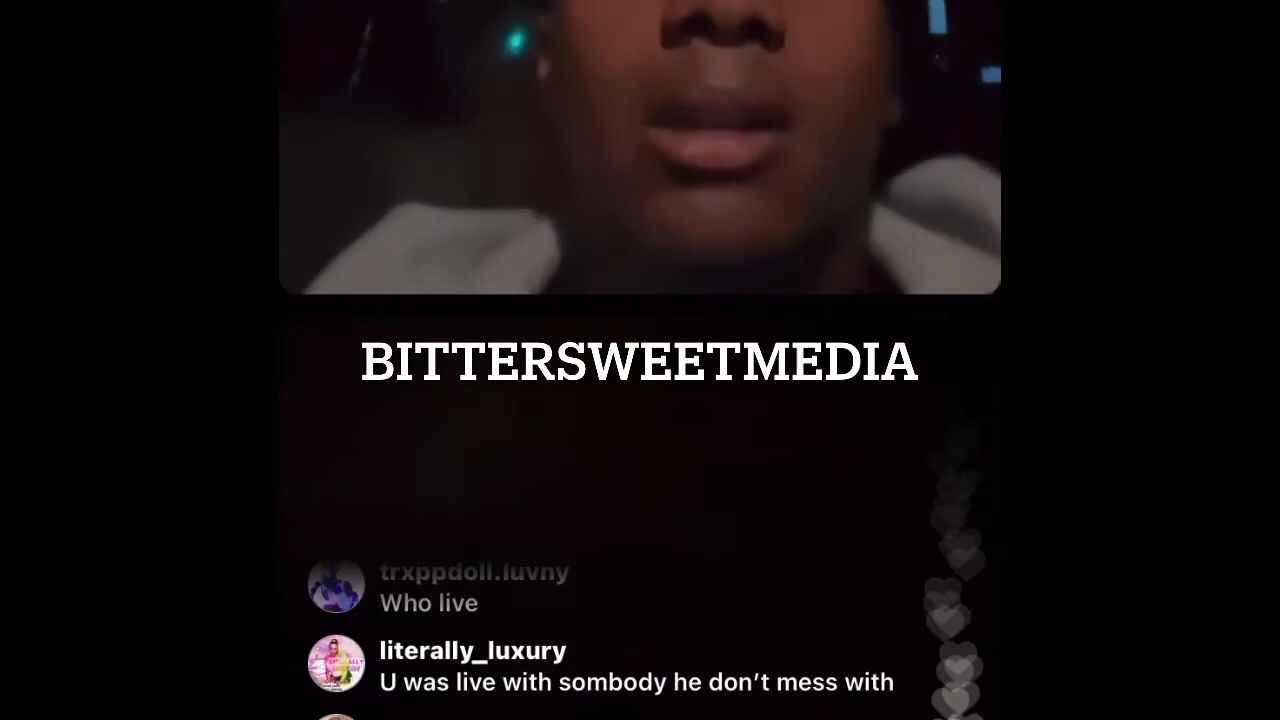 BITTERSWEETMEDIA
trxppdoll.luvny
Who live
literally_luxury
U was live with sombody he don’t mess with